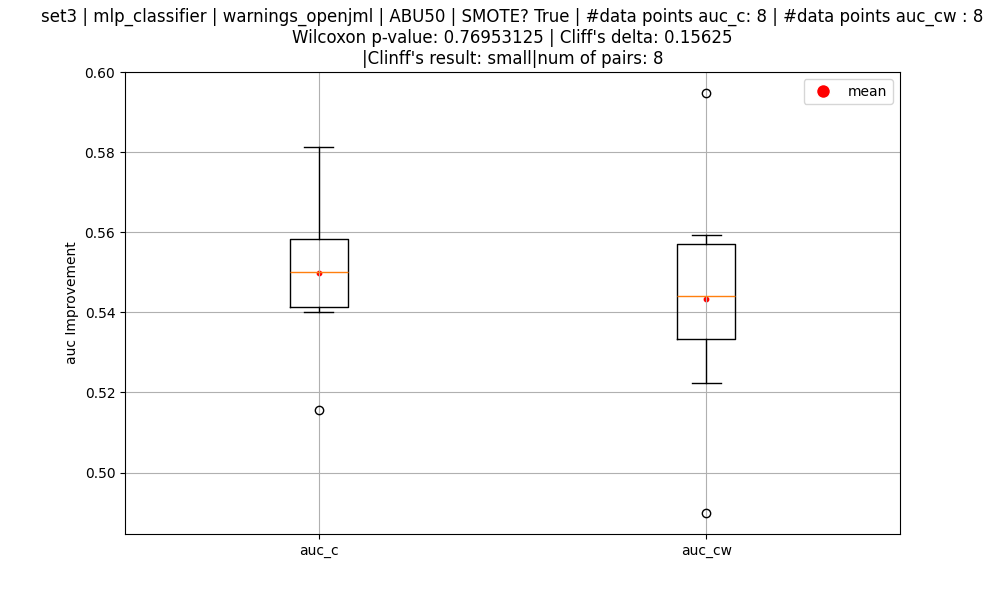 set3 | mlp_classifier | warnings_openjml | ABU50 | SMOTE? True | #data points auc_c: 8 | #data points auc_cw : 8
Wilcoxon p-value: 0.76953125 | Cliff's delta: 0.15625
|Clinff's result: small|num of pairs: 8
mean
0.60
0.58
0.56
0.54
0.52
0.50
auc Improvement
auc_c
auc_cw